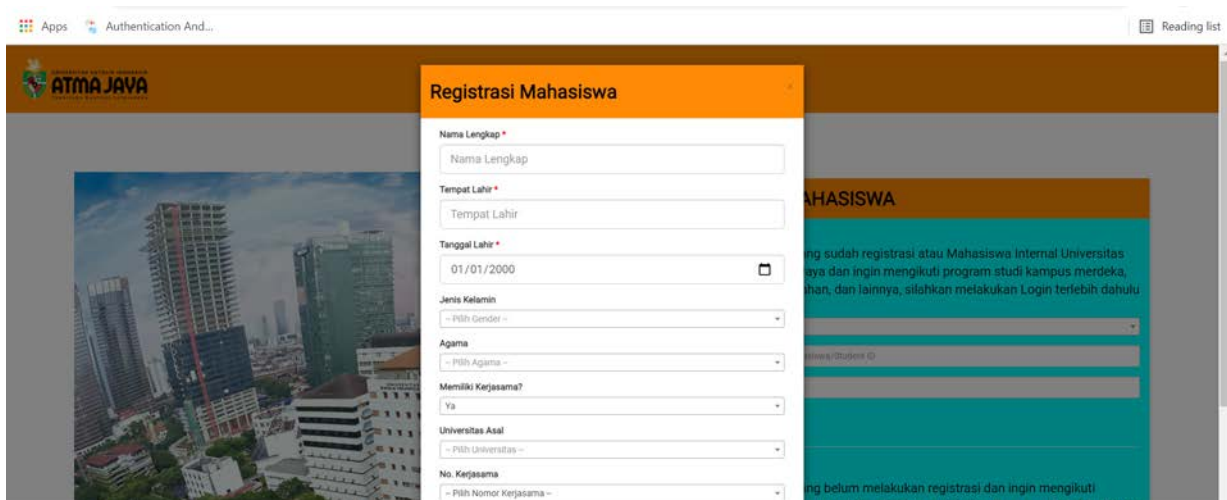 Apps
Authentication And...
Reading list
ATMA JAYA
Registrasi Mahasiswa
×
Nama Lengkap *
Nama Lengkap
Tempat Lahir *
Tempat Lahir
Tanggal Lahir *
01/01/2000
Jenis Kelamin
-- Pilih Gender --
Agama
-- Pilih Agama --
Memiliki Kerjasama?
Ya
Universitas Asal
-- Pilih Universitas --
No. Kerjasama
-- Pilih Nomor Kerjasama --
AHASISWA
ng sudah registrasi atau Mahasiswa Internal Universitas
aya dan ingin mengikuti program studi kampus merdeka,
ahan, dan lainnya, silahkan melakukan Login terlebih dahulu
ng belum melakukan registrasi dan ingin mengikuti